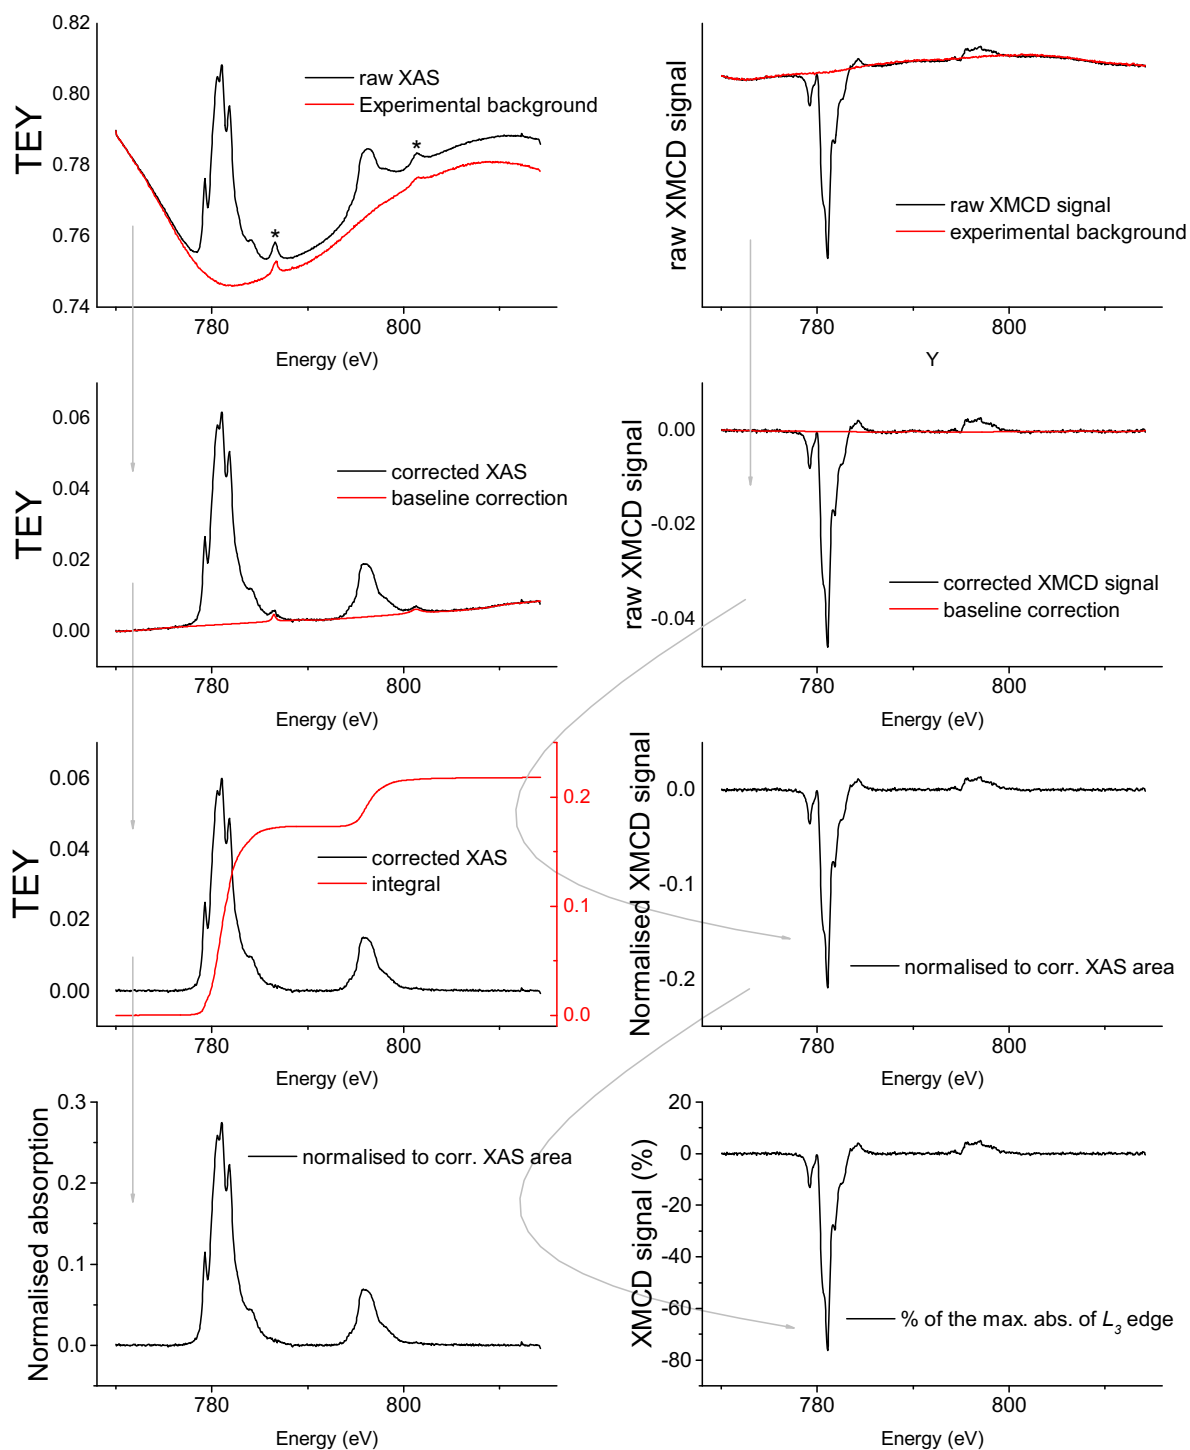 0.82
0.80
0.78
0.76
0.74
TEY
raw XAS
Experimental background
*
*
780
800
Energy (eV)
raw XMCD signal
raw XMCD signal
experimental background
780
800
Y
0.06
0.04
0.02
0.00
TEY
corrected XAS
baseline correction
780
800
Energy (eV)
0.00
-0.02
-0.04
raw XMCD signal
corrected XMCD signal
baseline correction
780
800
Energy (eV)
0.06
0.04
0.02
0.00
TEY
corrected XAS
integral
0.2
0.1
0.0
780
800
Energy (eV)
0.0
-0.1
-0.2
Normalised XMCD signal
normalised to corr. XAS area
780
800
Energy (eV)
0.3
0.2
0.1
0.0
Normalised absorption
normalised to corr. XAS area
780
800
Energy (eV)
20
0
-20
-40
-60
-80
XMCD signal (%)
% of the max. abs. of L3 edge
780
800
Energy (eV)